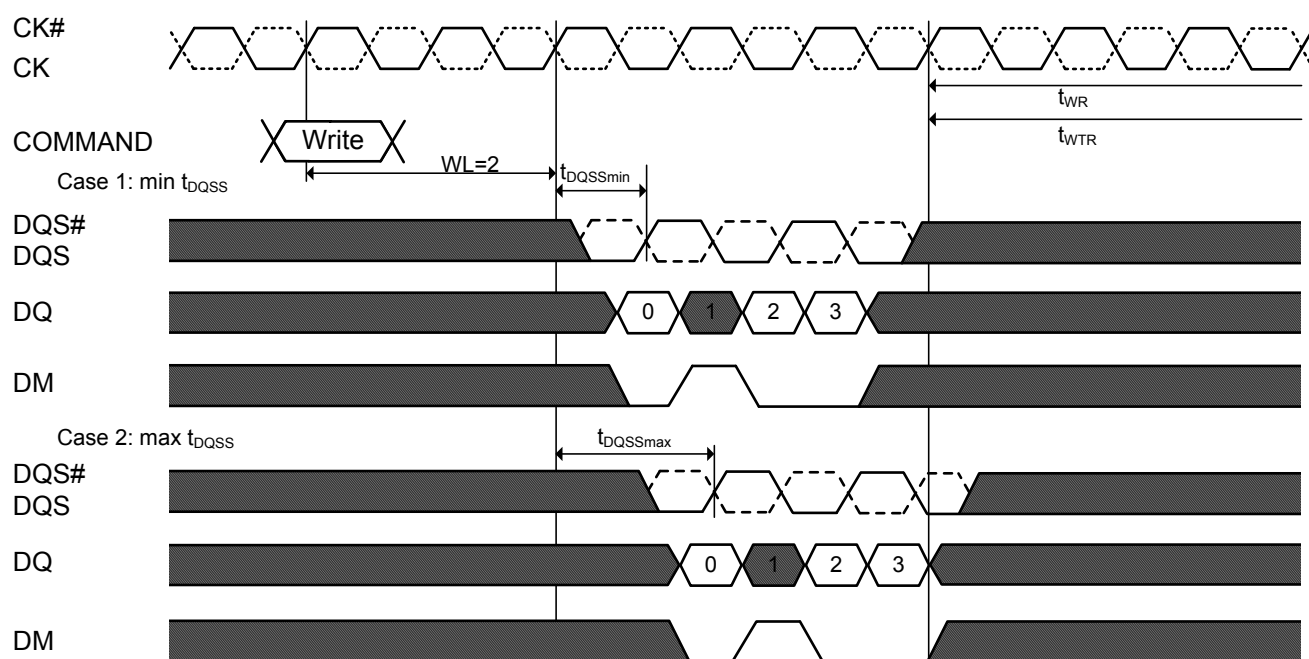 CK#
CK
tWR
tWTR
COMMAND
Write
WL=2
Case 1: min tDQSS
tDQSSmin
DQS#
DQS
DQ
0 1 2 3
DM
Case 2: max tDQSS
tDQSSmax
DQS#
DQS
DQ
0 1 2 3
DM